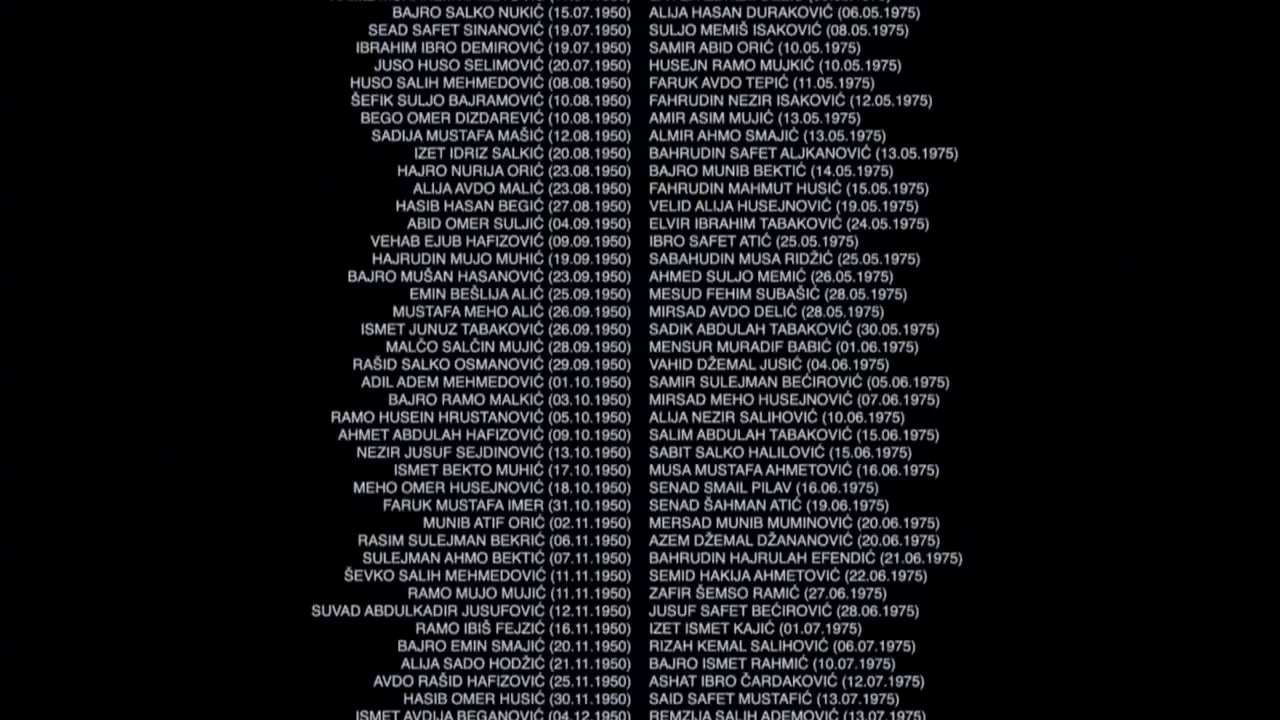 BAJRO SALKO NUKIĆ (15.07.1950) ALIJA HASAN DURAKOVIĆ (06.05.1975)
SEAD SAFET SINANOVIĆ (19.07.1950) SULJO MEMIŠ ISAKOVIĆ (08.05.1975)
IBRAHIM IBRO DEMIROVIĆ (19.07.1950) SAMIR ABID ORIĆ (10.05.1975)
JUSO HUSO SELIMOVIĆ (20.07.1950) HUSEJN RAMO MUJKIĆ (10.05.1975)
HUSO SALIH MEHMEDOVIĆ (08.08.1950) FARUK AVDO TEPIĆ (11.05.1975)
ŠEFIK SULJO BAJRAMOVIĆ (10.08.1950) FAHRUDIN NEZIR ISAKOVIĆ (12.05.1975)
BEGO OMER DIZDAREVIĆ (10.08.1950) AMIR ASIM MUJIĆ (13.05.1975)
SADIJA MUSTAFA MAŠIĆ (12.08.1950) ALMIR AHMO SMAJIĆ (13.05.1975)
IZET IDRIZ SALKIĆ (20.08.1950) BAHRUDIN SAFET ALJKANOVIĆ (13.05.1975)
HAJRO NURIJA ORIĆ (23.08.1950) BAJRO MUNIB BEKTIĆ (14.05.1975)
ALIJA AVDO MALIĆ (23.08.1950) FAHRUDIN MAHMUT HUSIĆ (15.05.1975)
HASIB HASAN BEGIĆ (27.08.1950) VELID ALIJA HUSEJNOVIĆ (19.05.1975)
ABID OMER SULJIĆ (04.09.1950) ELVIR IBRAHIM TABAKOVIĆ (24.05.1975)
VEHAB EJUB HAFIZOVIĆ (09.09.1950) IBRO SAFET ATIĆ (25.05.1975)
HAJRUDIN MUJO MUHIĆ (19.09.1950) SABAHUDIN MUSA RIDŽIĆ (25.05.1975)
BAJRO MUŠAN HASANOVIĆ (23.09.1950) AHMED SULJO MEMIĆ (26.05.1975)
EMIN BEŠLIJA ALIĆ (25.09.1950) MESUD FEHIM SUBAŠIĆ (28.05.1975)
MUSTAFA MEHO ALIĆ (26.09.1950) MIRSAD AVDO DELIĆ (28.05.1975)
ISMET JUNUZ TABAKOVIĆ (26.09.1950) SADIK ABDULAH TABAKOVIĆ (30.05.1975)
MALČO SALČIN MUJIĆ (28.09.1950) MENSUR MURADIF BABIĆ (01.06.1975)
RAŠID SALKO OSMANOVIĆ (29.09.1950) VAHID DŽEMAL JUSIĆ (04.06.1975)
ADIL ADEM MEHMEDOVIĆ (01.10.1950) SAMIR SULEJMAN BEĆIROVIĆ (05.06.1975)
BAJRO RAMO MALKIĆ (03.10.1950) MIRSAD MEHO HUSEJNOVIĆ (07.06.1975)
RAMO HUSEIN HRUSTANOVIĆ (05.10.1950) ALIJA NEZIR SALIHOVIĆ (10.06.1975)
AHMET ABDULAH HAFIZOVIĆ (09.10.1950) SALIM ABDULAH TABAKOVIĆ (15.06.1975)
NEZIR JUSUF SEJDINOVIĆ (13.10.1950) SABIT SALKO HALILOVIĆ (15.06.1975)
ISMET BEKTO MUHIĆ (17.10.1950) MUSA MUSTAFA AHMETOVIĆ (16.06.1975)
MEHO OMER HUSEJNOVIĆ (18.10.1950) SENAD SMAIL PILAV (16.06.1975)
FARUK MUSTAFA IMER (31.10.1950) SENAD ŠAHMAN ATIĆ (19.06.1975)
MUNIB ATIF ORIĆ (02.11.1950) MERSAD MUNIB MUMINOVIĆ (20.06.1975)
RASIM SULEJMAN BEKRIĆ (06.11.1950) AZEM DŽEMAL DŽANANOVIĆ (20.06.1975)
SULEJMAN AHMO BEKTIĆ (07.11.1950) BAHRUDIN HAJRULAH EFENDIĆ (21.06.1975)
ŠEVKO SALIH MEHMEDOVIĆ (11.11.1950) SEMID HAKIJA AHMETOVIĆ (22.06.1975)
RAMO MUJO MUJIĆ (11.11.1950) ZAFIR ŠEMSO RAMIĆ (27.06.1975)
SUVAD ABDULKADIR JUSUFOVIĆ (12.11.1950) JUSUF SAFET BEĆIROVIĆ (28.06.1975)
RAMO IBIŠ FEJZIĆ (16.11.1950) IZET ISMET KAJIĆ (01.07.1975)
BAJRO EMIN SMAJIĆ (20.11.1950) RIZAH KEMAL SALIHOVIĆ (06.07.1975)
ALIJA SADO HODŽIĆ (21.11.1950) BAJRO ISMET RAHMIĆ (10.07.1975)
AVDO RAŠID HAFIZOVIĆ (25.11.1950) ASHAT IBRO ČARDAKOVIĆ (12.07.1975)
HASIB OMER HUSIĆ (30.11.1950) SAID SAFET MUSTAFIĆ (13.07.1975)
ISMET AVDIJA BEGANOVIĆ (04.12.1950) REMZIJA SALIH ADEMOVIĆ (13.07.1975)